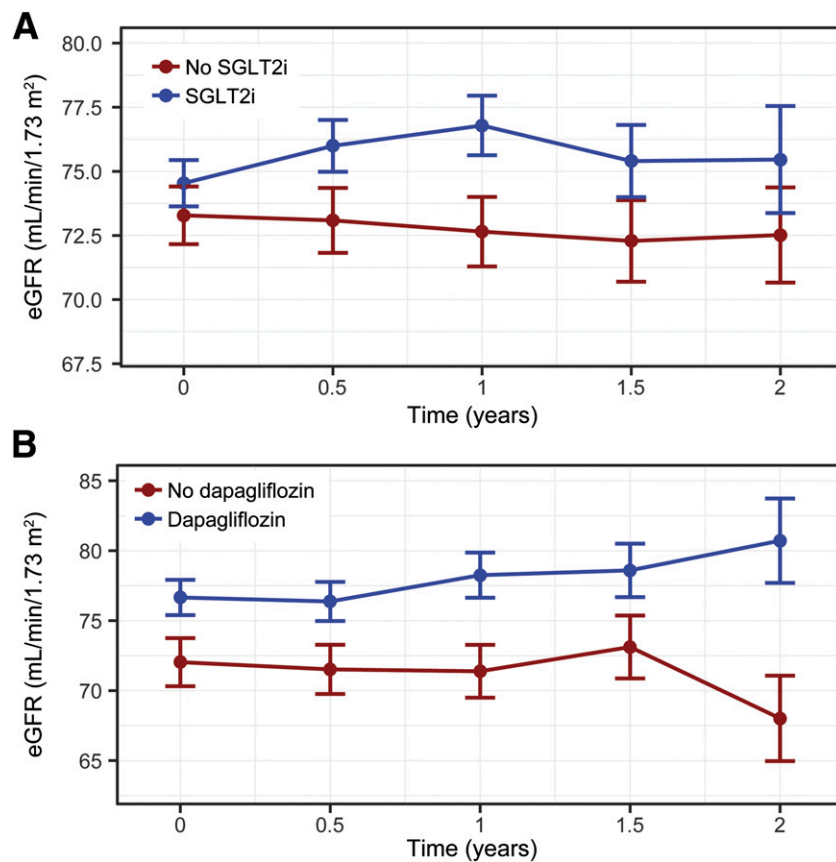 A
80.0
77.5
75.0
72.5
70.0
67.5
eGFR (mL/min/1.73 m²)
No SGLT2i
SGLT2i
0 0.5 1 1.5 2
Time (years)
B
85
80
75
70
65
eGFR (mL/min/1.73 m²)
No dapagliflozin
Dapagliflozin
0 0.5 1 1.5 2
Time (years)